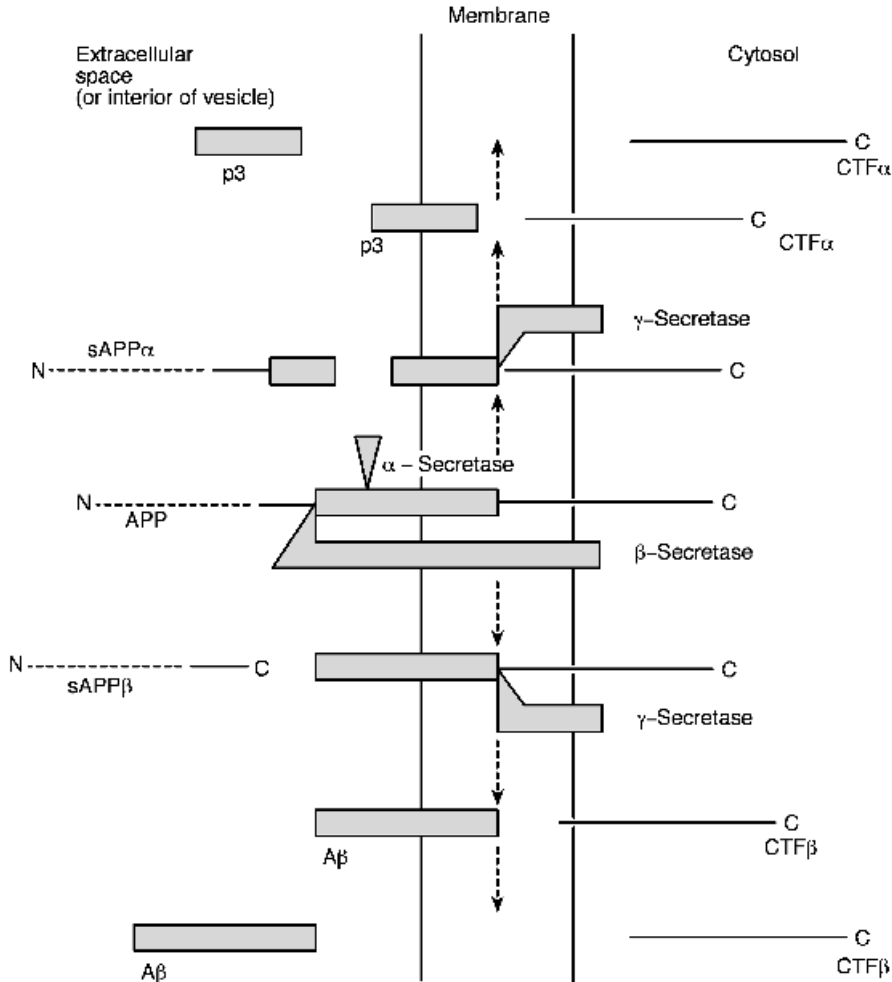 Membrane
Extracellular
space
(or interior of vesicle)
Cytosol
p3
C
CTFα
p3
C
CTFα
γ–Secretase
sAPPα
N
C
α – Secretase
N
APP
C
β–Secretase
N
sAPPβ
C
C
γ–Secretase
Aβ
C
CTFβ
Aβ
C
CTFβ